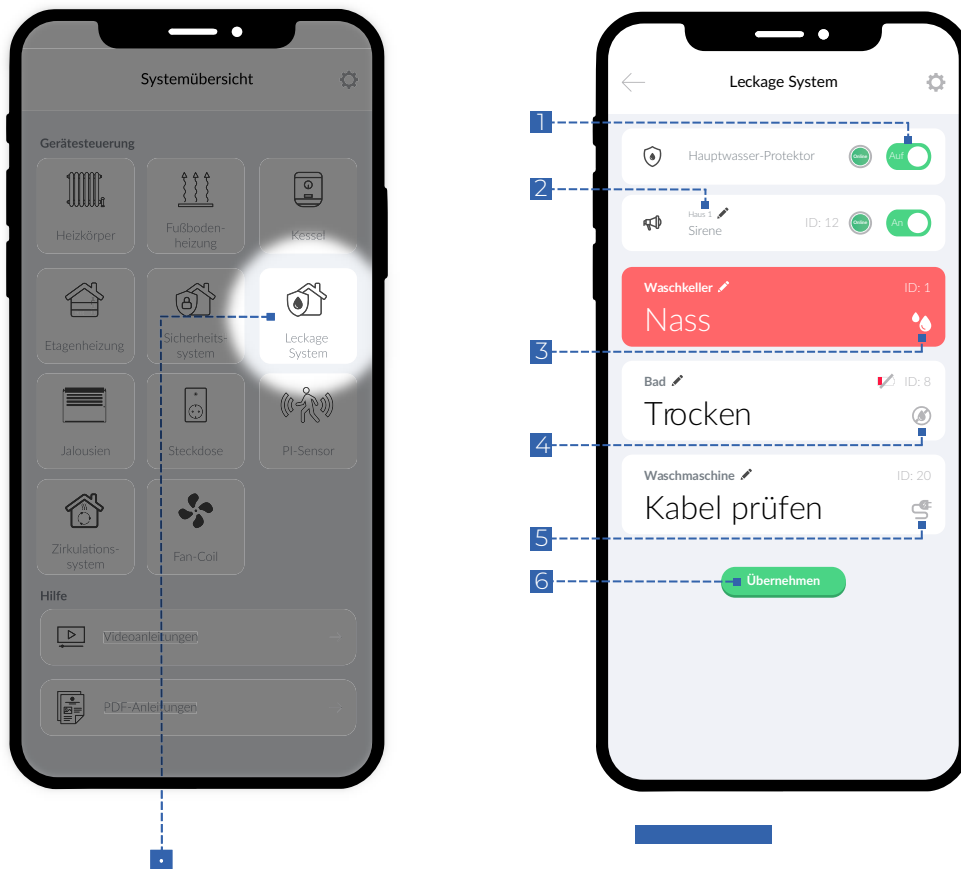 Systemübersicht
Gerätesteuerung
Heizkörper
Fußboden-
heizung
Kessel
Etagenheizung
Sicherheits-
system
Leckage
System
Jalousien
Steckdose
PI-Sensor
Zirkulations-
system
Fan-Coil
Hilfe
Videoanleitungen
PDF-Anleitungen
Leckage System
1
Hauptwasser-Protektor
Online
Auf
2
Haus 1
Sirene
ID: 12
Online
An
Waschkeller
ID: 1
Nass
3
Bad
ID: 8
Trocken
4
Waschmaschine
ID: 20
Kabel prüfen
5
6
Übernehmen